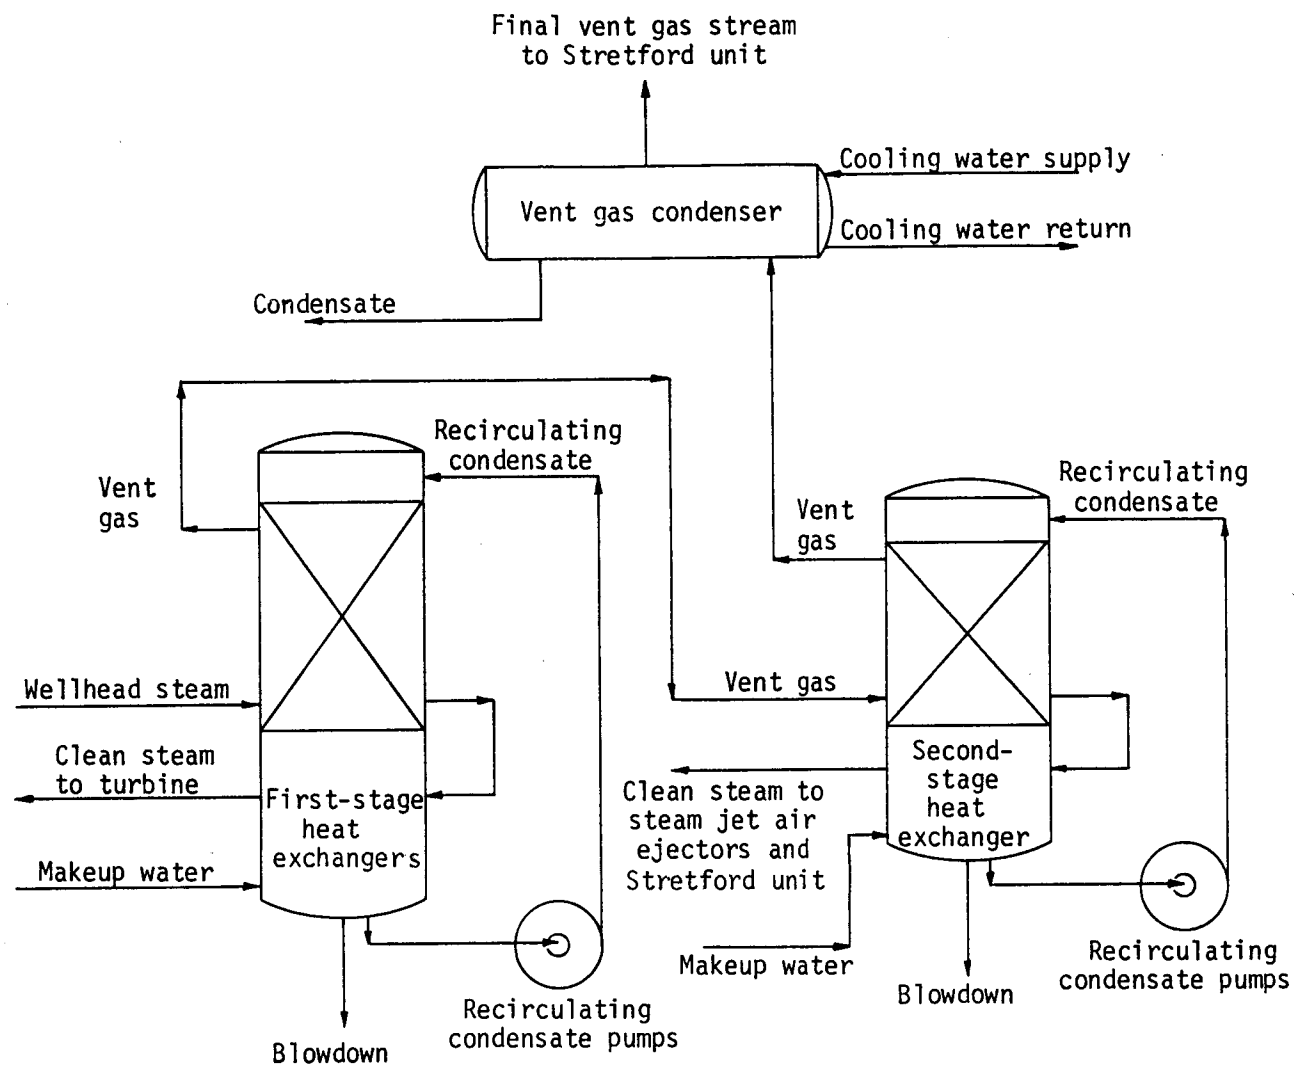 Final vent gas stream
to Stretford unit
Cooling water supply
Vent gas condenser
Cooling water return
Condensate
Recirculating
condensate
Vent
gas
Recirculating
condensate
Vent
gas
Wellhead steam
Vent gas
Clean steam
to turbine
First-stage
heat
exchangers
Second-
stage
heat
exchanger
Clean steam to
steam jet air
ejectors and
Stretford unit
Makeup water
Makeup water
Recirculating
condensate pumps
Blowdown
Recirculating
condensate pumps
Blowdown